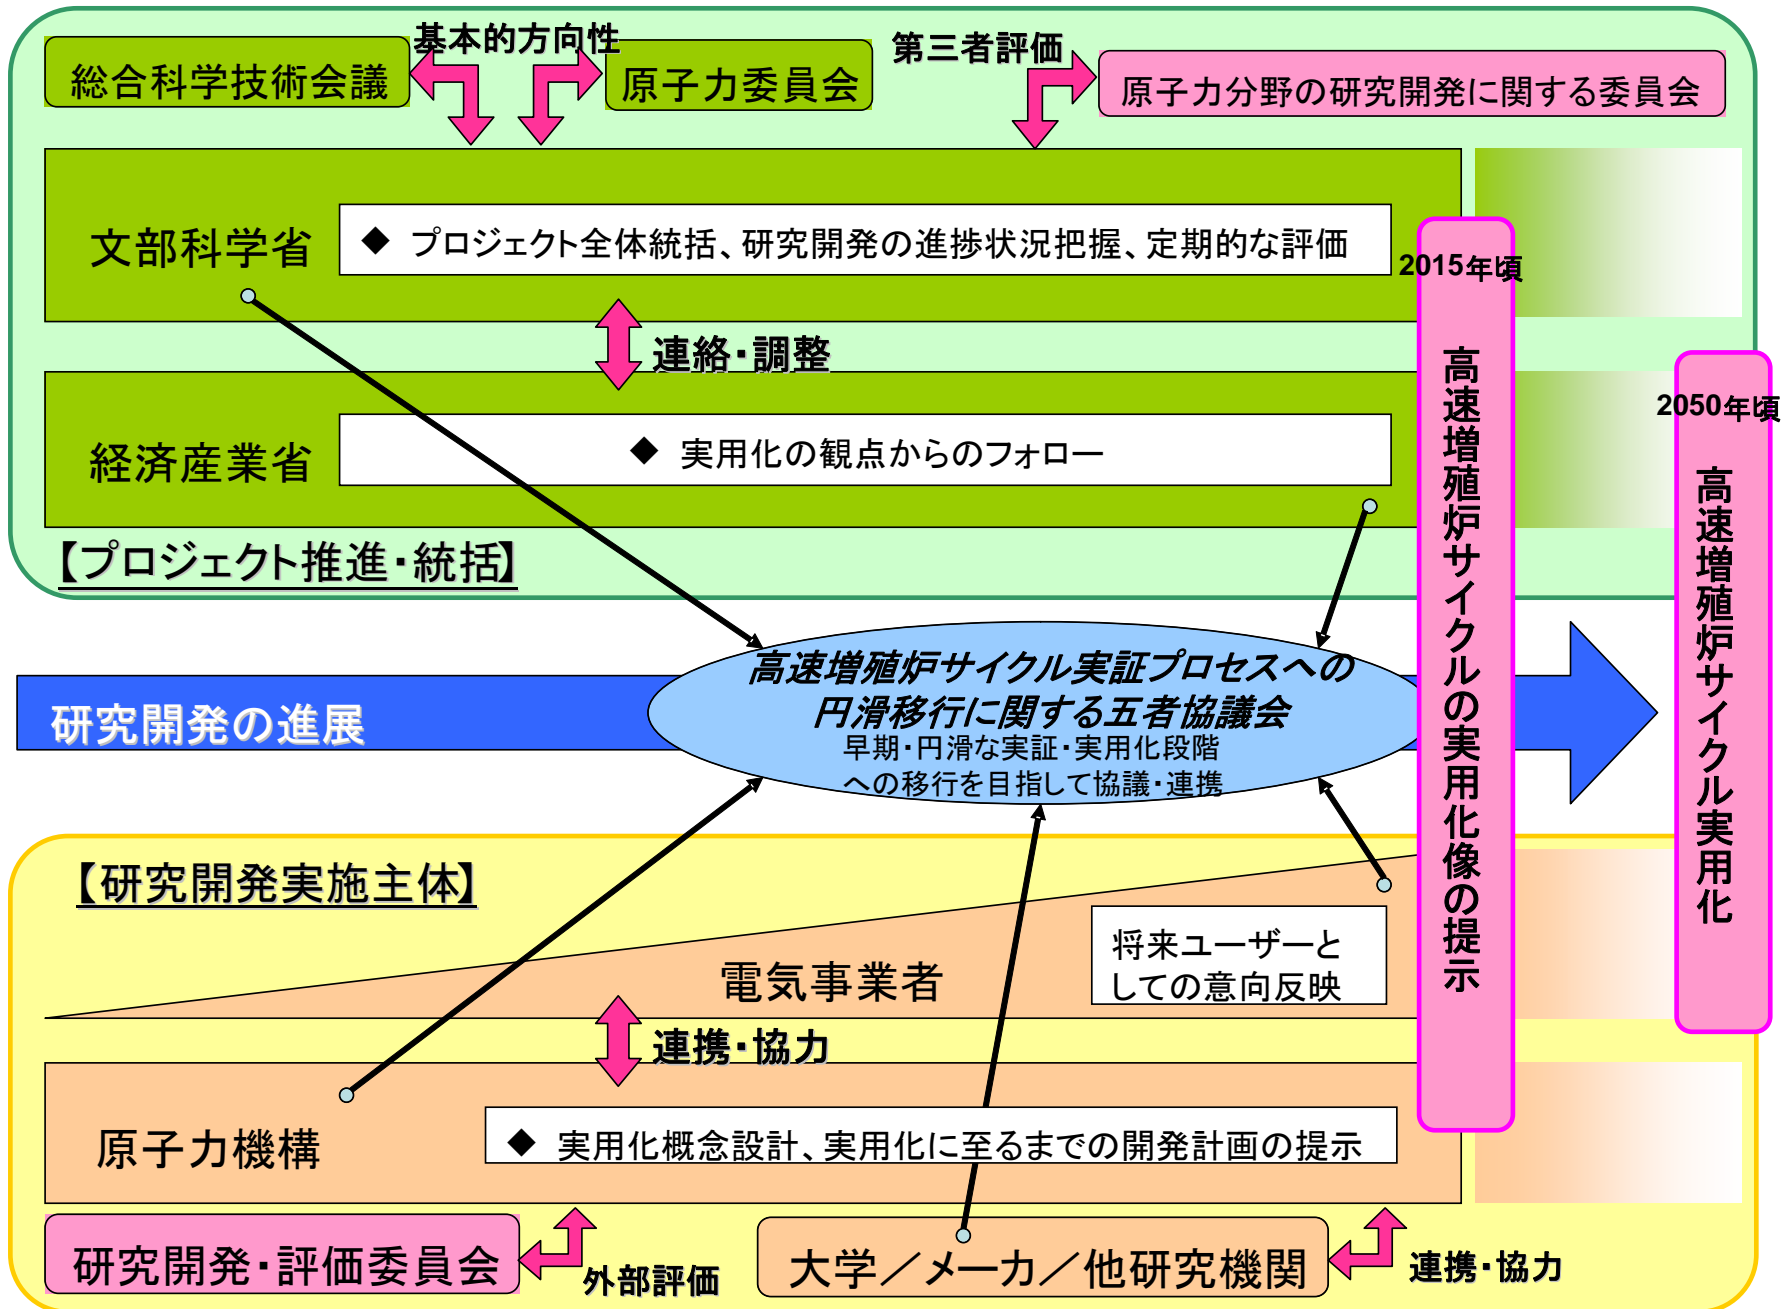 基本的方向性
第三者評価
総合科学技術会議
原子力委員会
原子力分野の研究開発に関する委員会
文部科学省
◆ プロジェクト全体統括、研究開発の進捗状況把握、定期的な評価
連絡・調整
経済産業省
◆ 実用化の観点からのフォロー
【プロジェクト推進・統括】
2015年頃
高速増殖炉サイクルの実用化像の提示
2050年頃
高速増殖炉サイクル実用化
研究開発の進展
高速増殖炉サイクル実証プロセスへの
円滑移行に関する五者協議会
早期・円滑な実証・実用化段階
への移行を目指して協議・連携
【研究開発実施主体】
電気事業者
将来ユーザーと
しての意向反映
連携・協力
原子力機構
◆ 実用化概念設計、実用化に至るまでの開発計画の提示
研究開発・評価委員会
外部評価
大学／メーカ／他研究機関
連携・協力